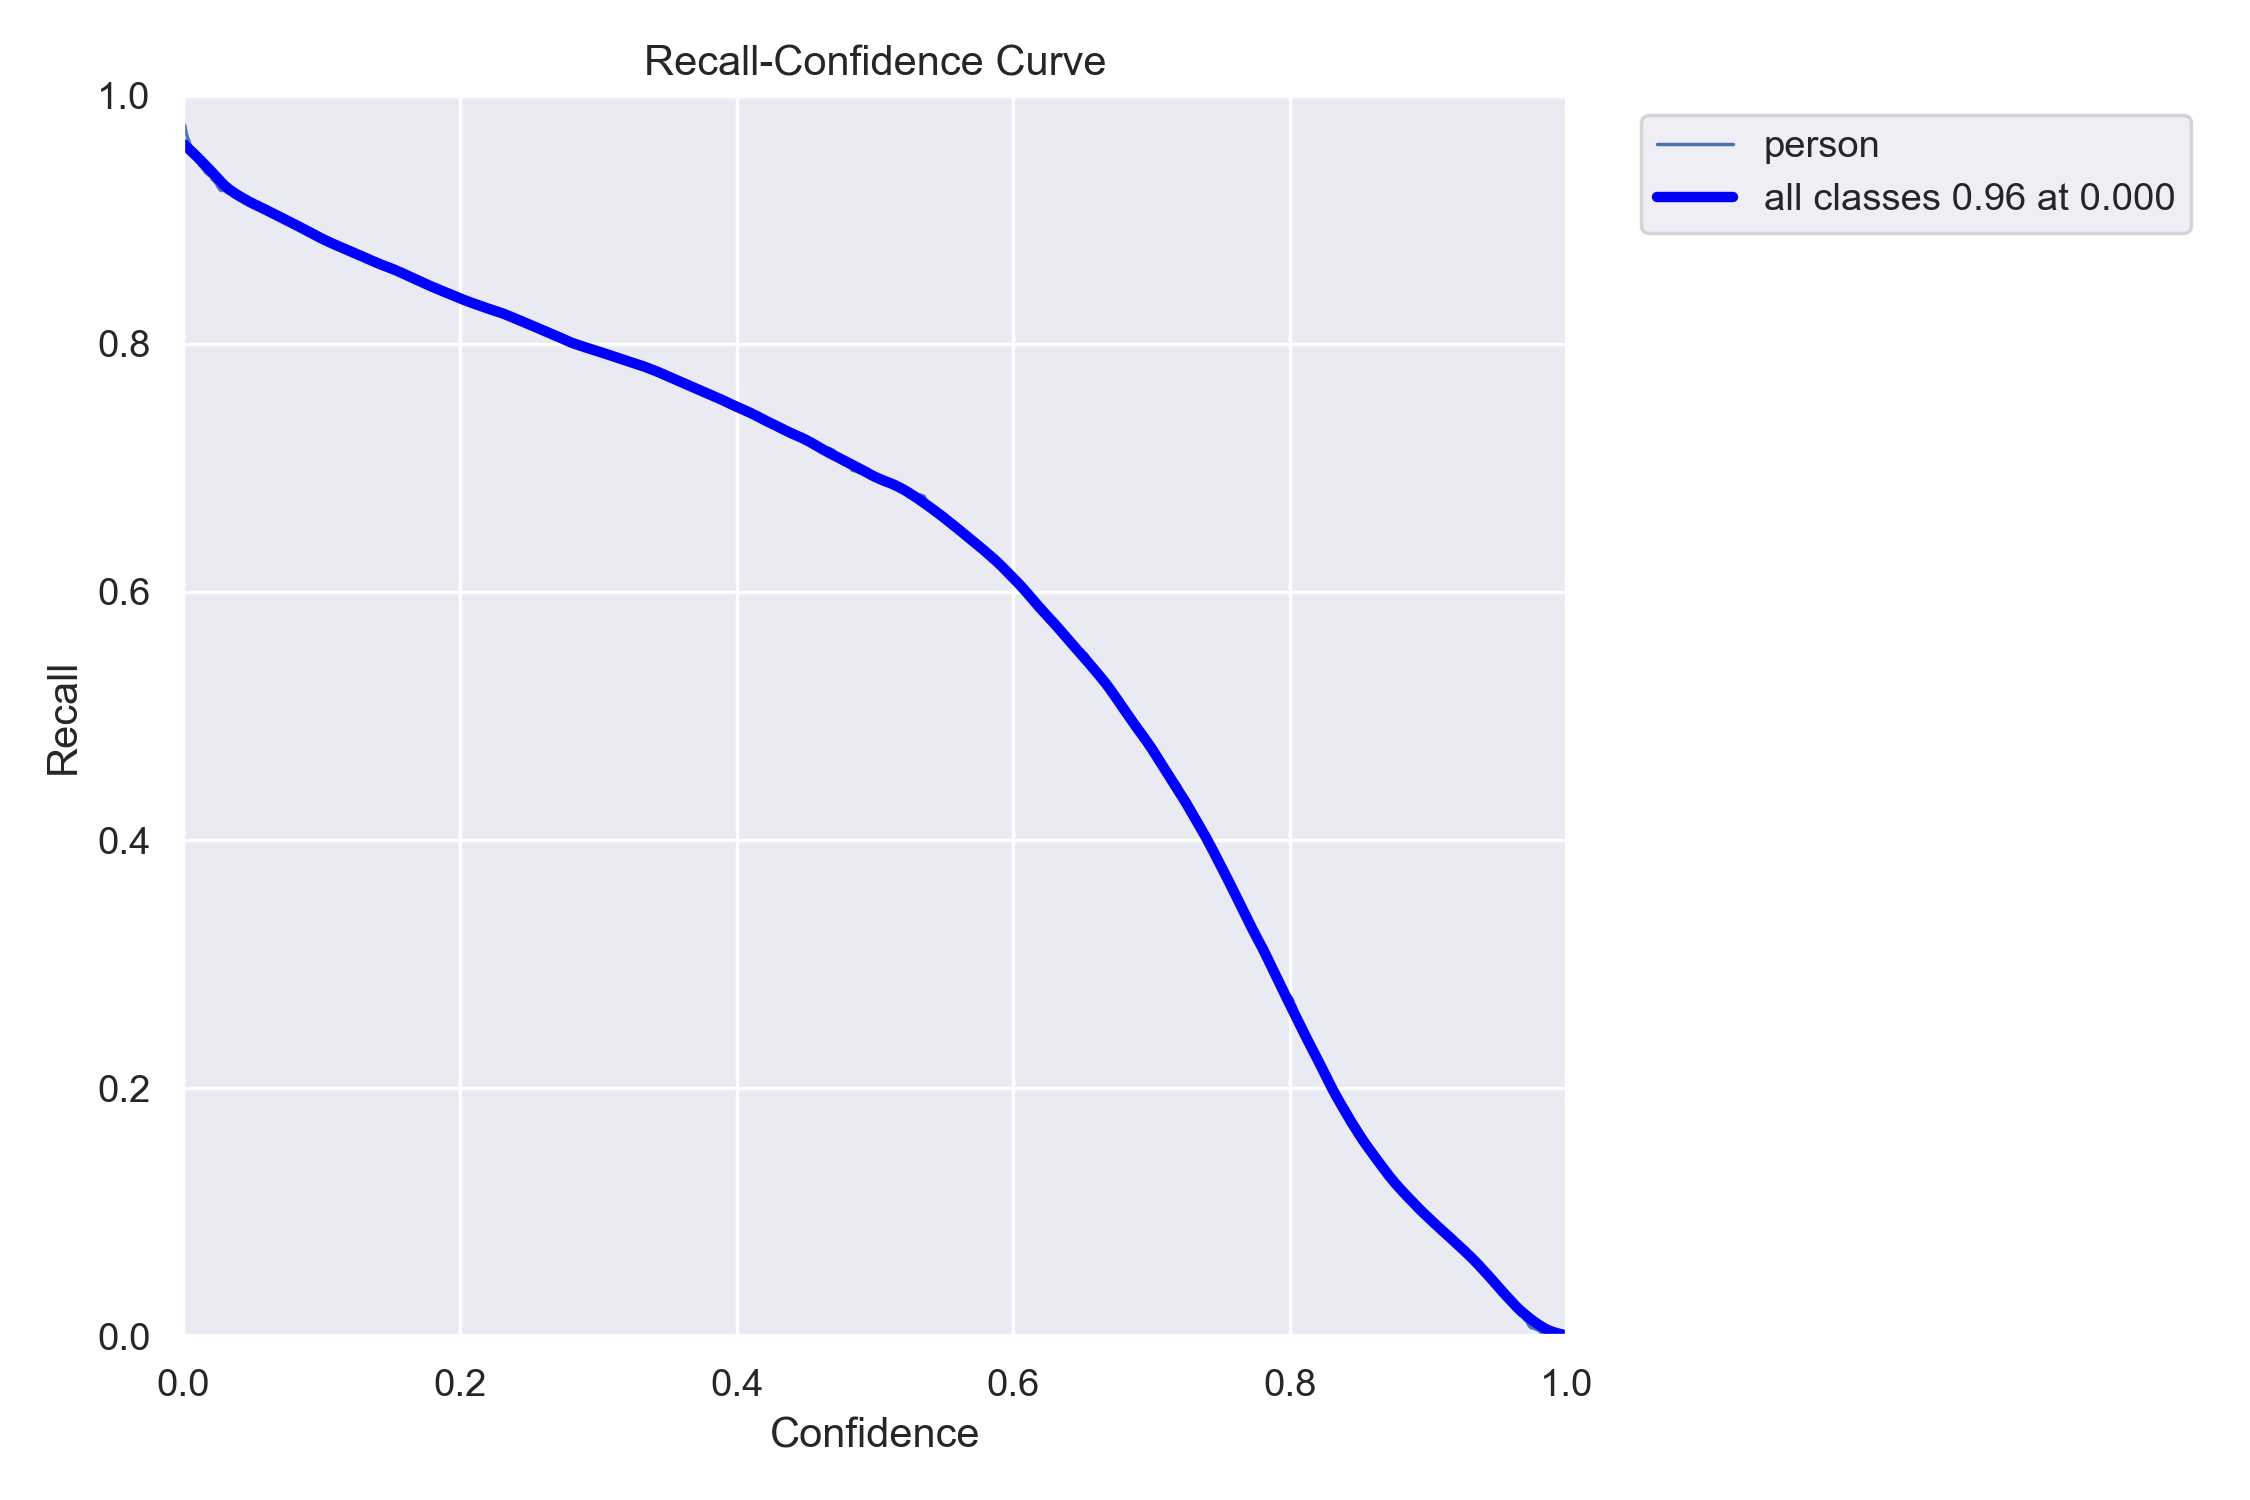 Recall-Confidence Curve
1.0
0.8
0.6
0.4
0.2
0.0
Recall
0.0 0.2 0.4 0.6 0.8 1.0
Confidence
person
all classes 0.96 at 0.000